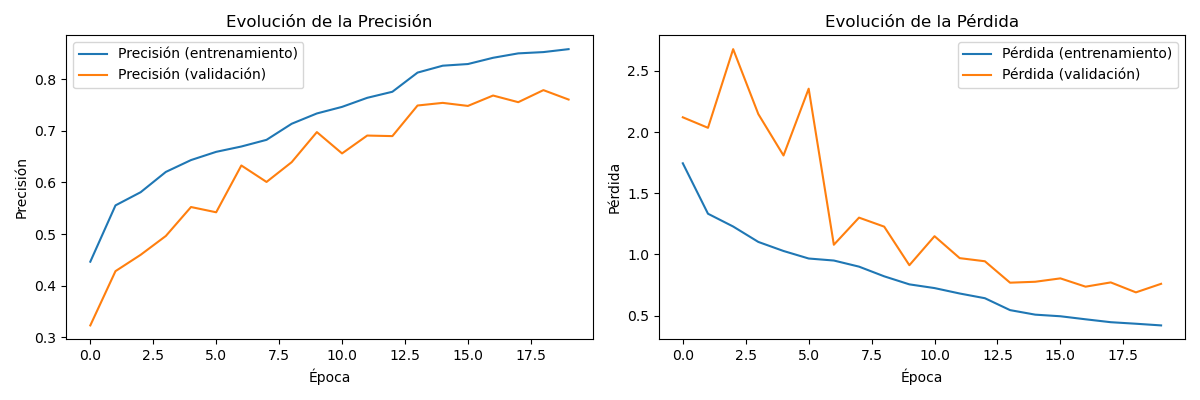 Evolución de la Precisión
Precisión (entrenamiento)
Precisión (validación)
Precisión
0.8
0.7
0.6
0.5
0.4
0.3
0.0 2.5 5.0 7.5 10.0 12.5 15.0 17.5
Época
Evolución de la Pérdida
Pérdida (entrenamiento)
Pérdida (validación)
Pérdida
2.5
2.0
1.5
1.0
0.5
0.0 2.5 5.0 7.5 10.0 12.5 15.0 17.5
Época